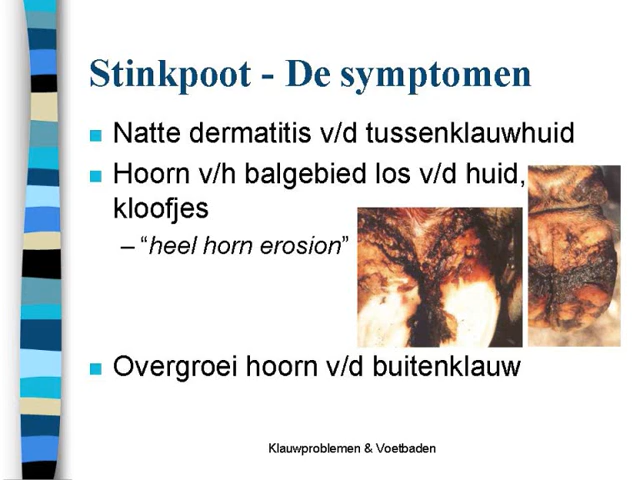 Stinkpoot - De symptomen
Natte dermatitis v/d tussenklauwhuid
Hoorn v/h balgebied los v/d huid,
kloofjes
– “heel horn erosion”
Overgroei hoorn v/d buitenklauw
Klauwproblemen & Voetbaden